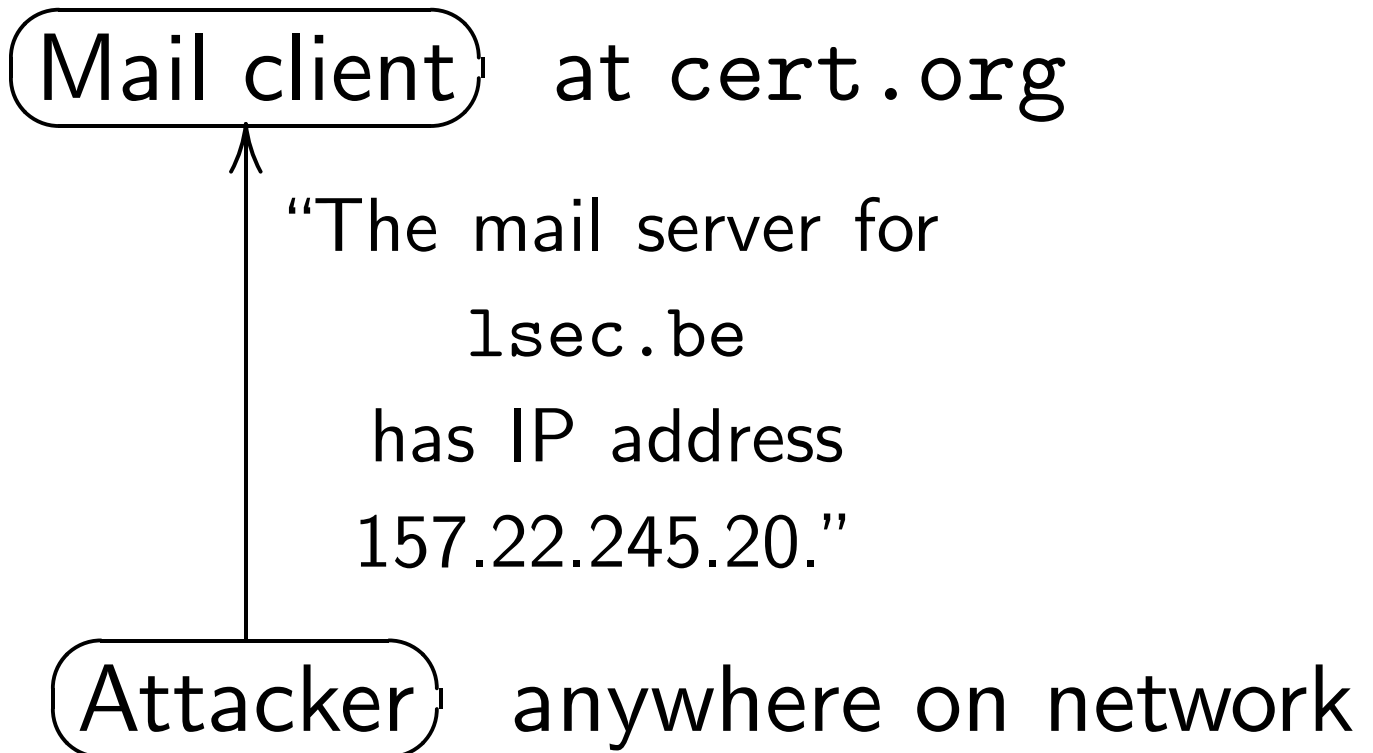 Mail client at cert.org
“The mail server for
lsec.be
has IP address
157.22.245.20.”
Attacker anywhere on network